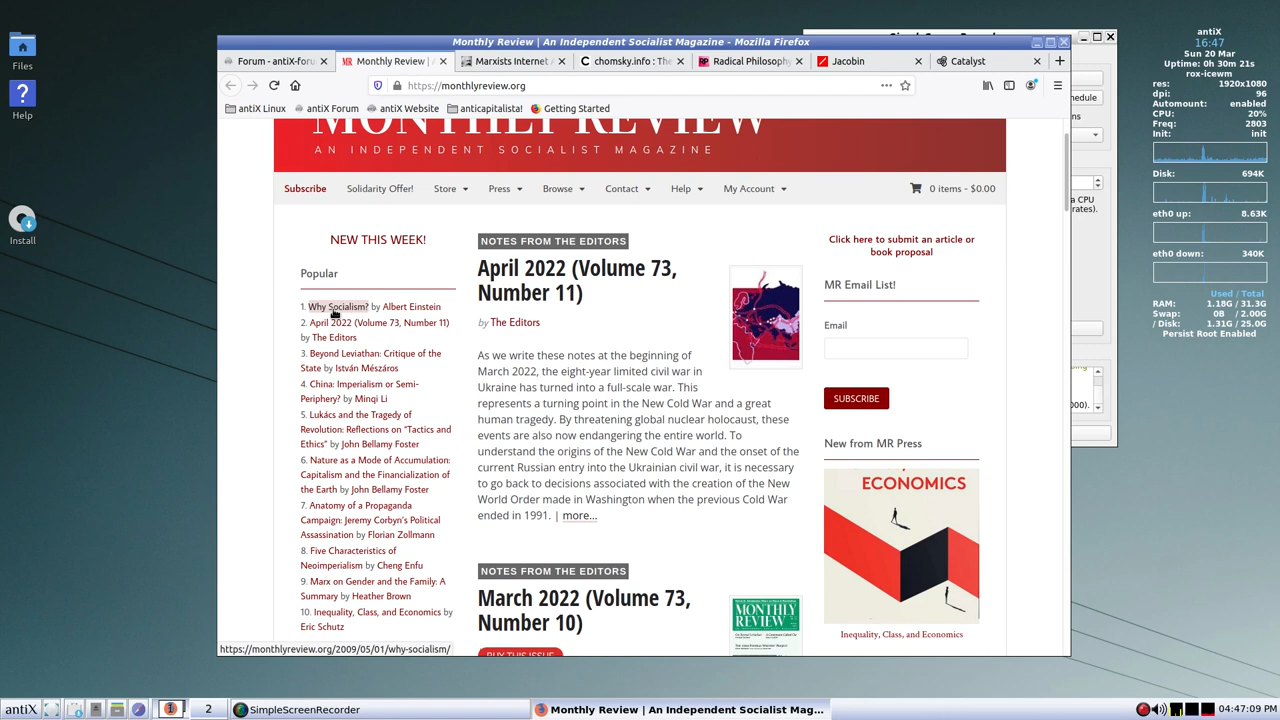 Files
Help
Install
Monthly Review | An Independent Socialist Magazine - Mozilla Firefox
Forum - antiX-foru
Monthly Review | A
Marxists Internet A
chomsky.info : The
Radical Philosophy
Jacobin
Catalyst
https://monthlyreview.org
antiX Linux
antiX Forum
antiX Website
anticapitalista!
Getting Started
MONTHLY REVIEW
AN INDEPENDENT SOCIALIST MAGAZINE
Subscribe
Solidarity Offer!
Store
Press
Browse
Contact
Help
My Account
0 items - $0.00
NEW THIS WEEK!
Popular
1. Why Socialism? by Albert Einstein
2. April 2022 (Volume 73, Number 11)
by The Editors
3. Beyond Leviathan: Critique of the
State by István Mészáros
4. China: Imperialism or Semi-
Periphery? by Minqi Li
5. Lukács and the Tragedy of
Revolution: Reflections on “Tactics and
Ethics” by John Bellamy Foster
6. Nature as a Mode of Accumulation:
Capitalism and the Financialization of
the Earth by John Bellamy Foster
7. Anatomy of a Propaganda
Campaign: Jeremy Corbyn's Political
Assassination by Florian Zollmann
8. Five Characteristics of
Neoimperialism by Cheng Enfu
9. Marx on Gender and the Family: A
Summary by Heather Brown
10. Inequality, Class, and Economics by
Eric Schutz
https://monthlyreview.org/2009/05/01/why-socialism/
NOTES FROM THE EDITORS
April 2022 (Volume 73,
Number 11)
by The Editors
As we write these notes at the beginning of
March 2022, the eight-year limited civil war in
Ukraine has turned into a full-scale war. This
represents a turning point in the New Cold War and a great
human tragedy. By threatening global nuclear holocaust, these
events are also now endangering the entire world. To
understand the origins of the New Cold War and the onset of the
current Russian entry into the Ukrainian civil war, it is necessary
to go back to decisions associated with the creation of the New
World Order made in Washington when the previous Cold War
ended in 1991. | more...
NOTES FROM THE EDITORS
March 2022 (Volume 73,
Number 10)
BUY THIS ISSUE
MONTHLY
REVIEW
Click here to submit an article or
book proposal
MR Email List!
Email
SUBSCRIBE
New from MR Press
ECONOMICS
Inequality, Class, and Economics
hedule
ns
a CPU
rates).
000).
antiX
16:47
Sun 20 Mar
Uptime: 0h 30m 21s
rox-icewm
res: 1920x1080
dpi: 96
Automount: enabled
CPU: 20%
Freq: 2803
Init: init
Disk: 694K
eth0 up: 8.63K
eth0 down: 340K
Used / Total
RAM: 1.18G / 31.3G
Swap: 0B / 2.00G
/ Disk: 1.31G / 25.0G
Persist Root Enabled
antiX
1
2
SimpleScreenRecorder
Monthly Review | An Independent Socialist Mag...
04:47:09 PM